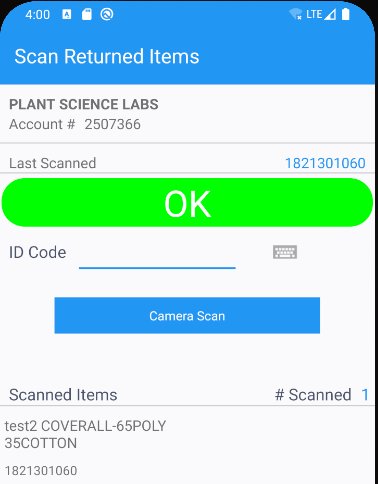 4:00 LTE
Scan Returned Items
PLANT SCIENCE LABS
Account # 2507366
Last Scanned 1821301060
OK
ID Code
Camera Scan
Scanned Items # Scanned 1
test2 COVERALL-65POLY
35COTTON
1821301060